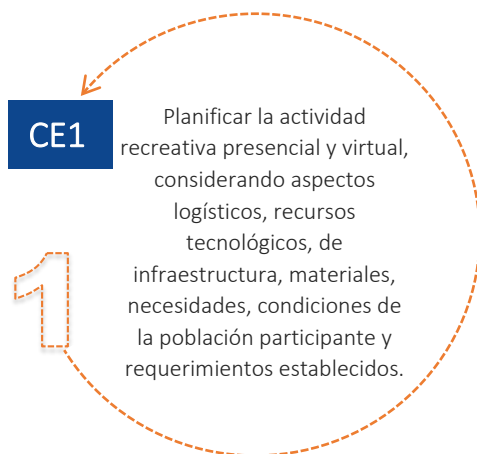 CE1
Planificar la actividad
recreativa presencial y virtual,
considerando aspectos
logísticos, recursos
tecnológicos, de
infraestructura, materiales,
necesidades, condiciones de
la población participante y
requerimientos establecidos.
1